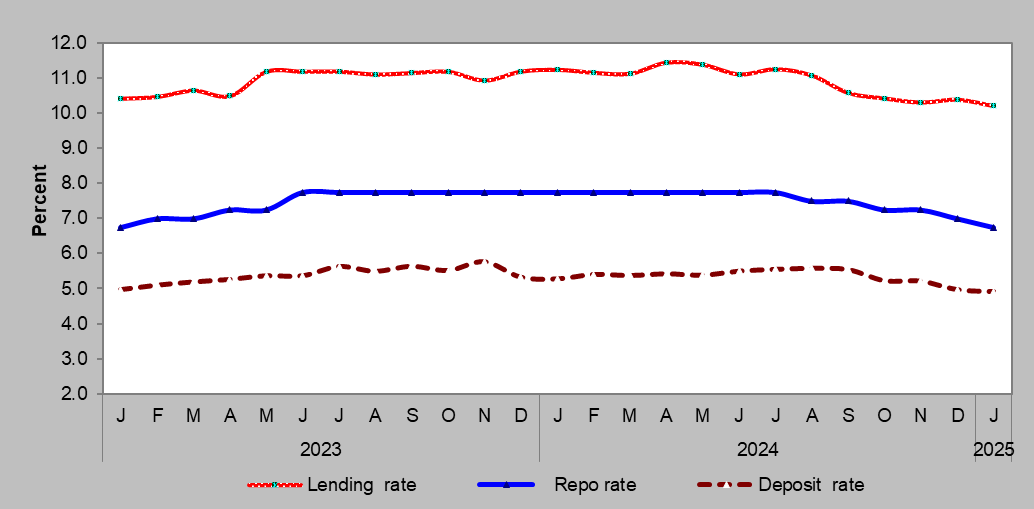 12.0
11.0
10.0
9.0
8.0
7.0
6.0
5.0
4.0
3.0
2.0
Percent
J F M A M J J A S O N D J F M A M J J A S O N D J
2023 2024 2025
Lending rate Repo rate Deposit rate